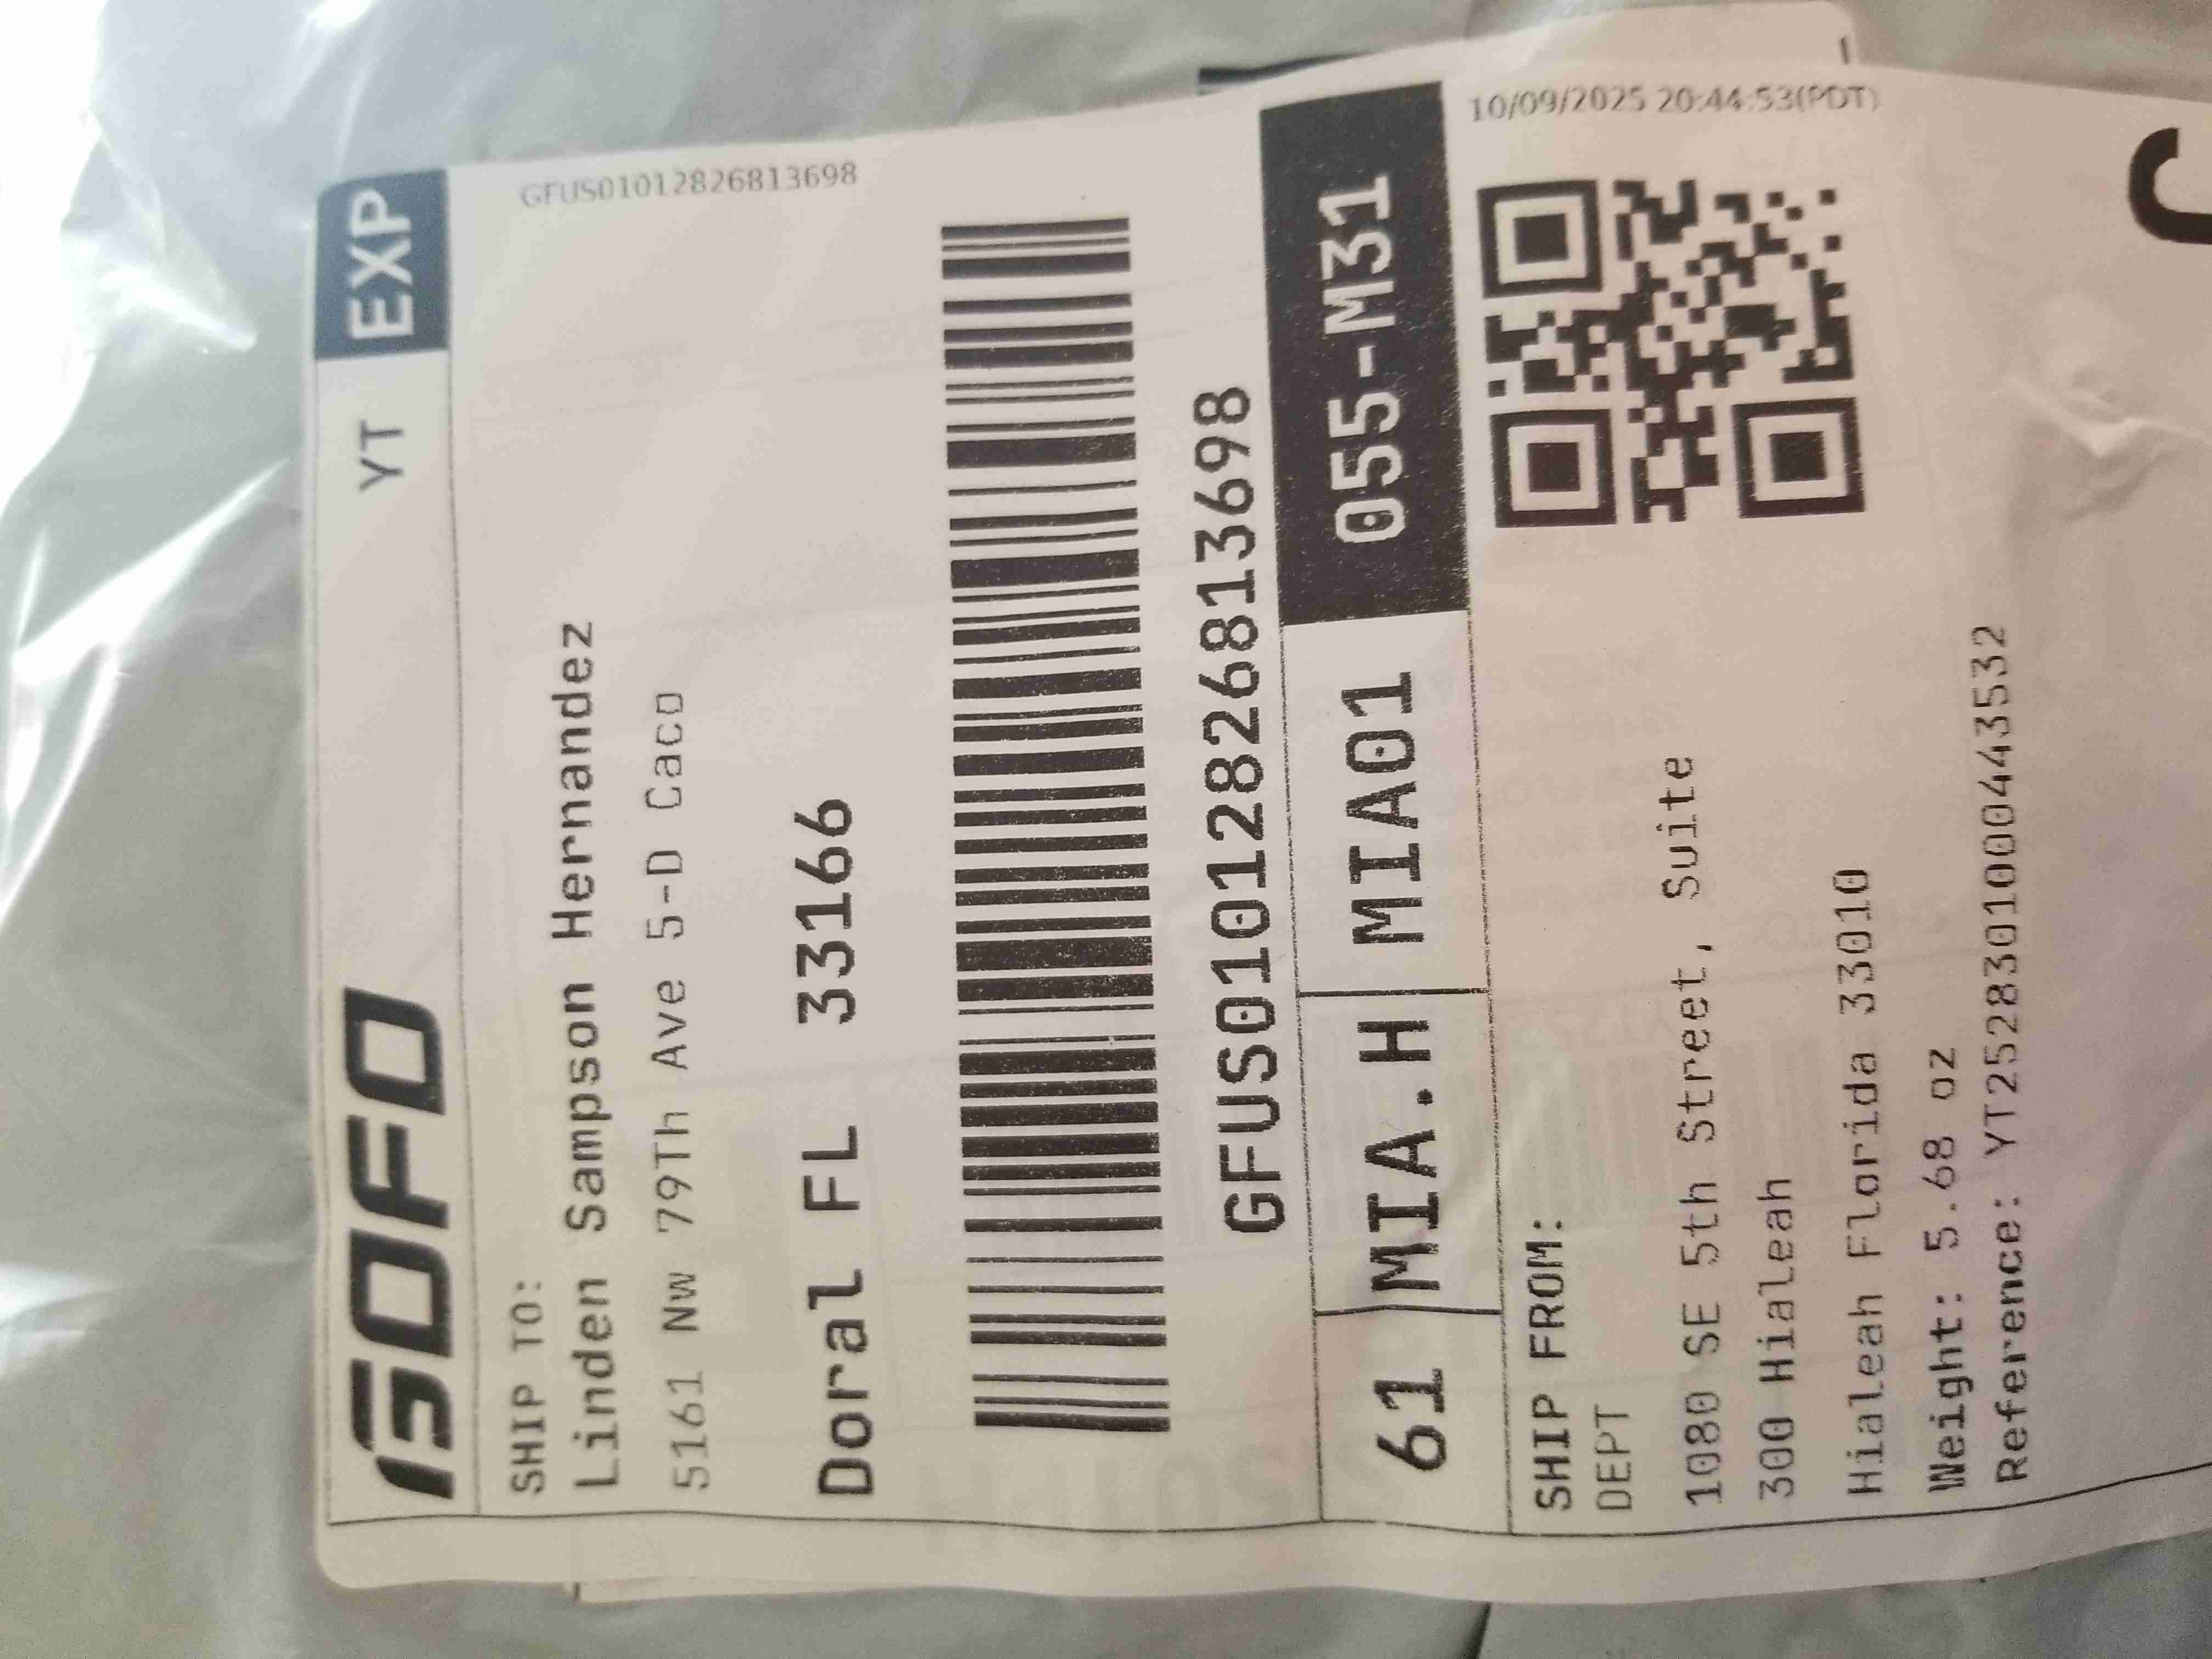 GOFO
YT EXP
GFUS01012826813698
SHIP TO:
Linden Sampson Hernandez
5161 Nw 79Th Ave 5-D Caco
Doral FL 33166
GFUS01012826813698
61 MIA.H MIA01 055-M31
10/09/2025 20:44:53(PDT)
SHIP FROM:
DEPT
1080 SE 5th Street, Suite
300 Hialeah
Hialeah Florida 33010
Weight: 5.68 oz
Reference: YT2528301000443532